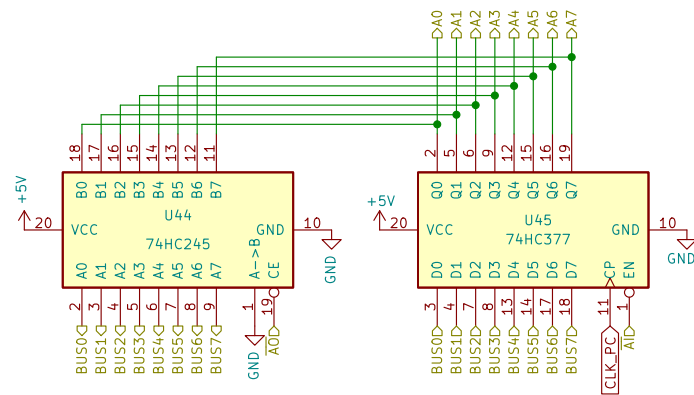 A0 A1 A2 A3 A4 A5 A6 A7
18 17 16 15 14 13 12 11
2 5 6 9 12 15 16 19
+5V
20
B0 B1 B2 B3 B4 B5 B6 B7
U44
VCC
GND
10
74HC245
A0 A1 A2 A3 A4 A5 A6 A7 A->B CE
GND
2 3 4 5 6 7 8 9 1 19
BUS0 BUS1 BUS2 BUS3 BUS4 BUS5 BUS6 BUS7 GND AO
+5V
20
Q0 Q1 Q2 Q3 Q4 Q5 Q6 Q7
U45
VCC
GND
10
74HC377
D0 D1 D2 D3 D4 D5 D6 D7 CP EN
GND
3 4 7 8 13 14 17 18 11 1
BUS0 BUS1 BUS2 BUS3 BUS4 BUS5 BUS6 BUS7 CLK_PC AI